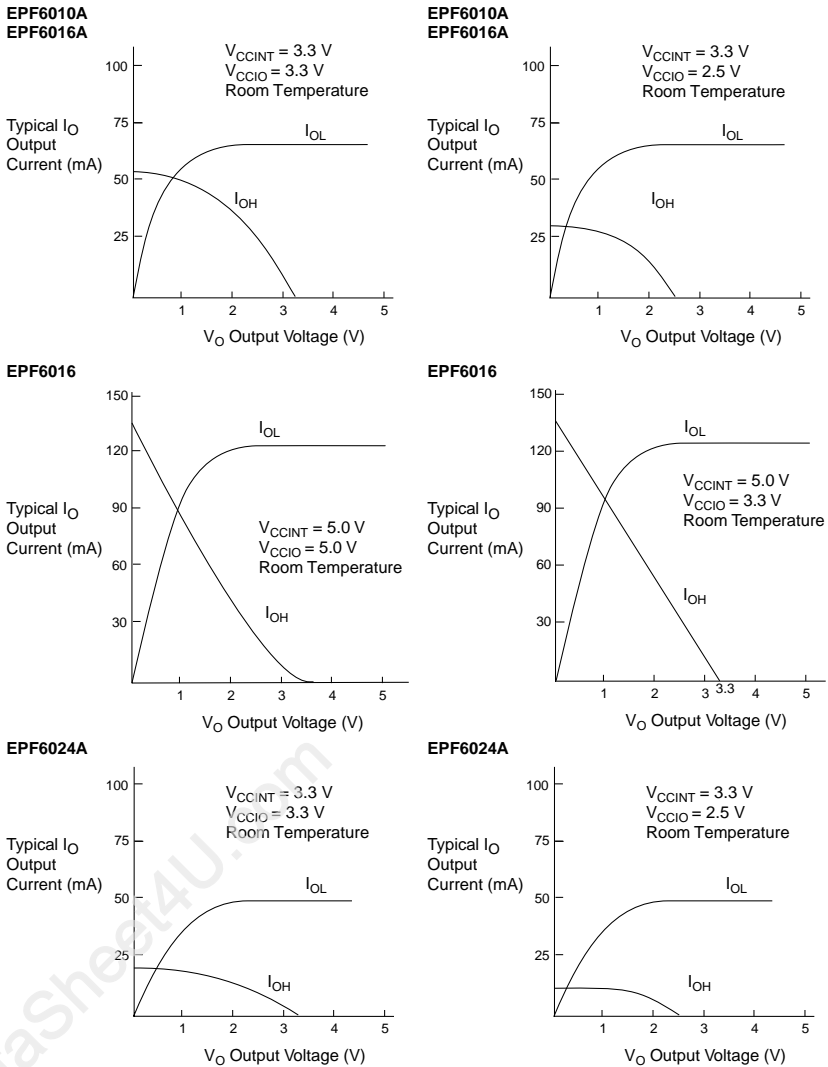 EPF6010A
EPF6016A
VCCINT = 3.3 V
VCCIO = 3.3 V
Room Temperature
100
75
50
25
Typical IO
Output
Current (mA)
IOL
IOH
1 2 3 4 5
VO Output Voltage (V)
EPF6010A
EPF6016A
VCCINT = 3.3 V
VCCIO = 2.5 V
Room Temperature
100
75
50
25
Typical IO
Output
Current (mA)
IOL
IOH
1 2 3 4 5
VO Output Voltage (V)
EPF6016
150
120
90
60
30
Typical IO
Output
Current (mA)
IOL
VCCINT = 5.0 V
VCCIO = 5.0 V
Room Temperature
IOH
1 2 3 4 5
VO Output Voltage (V)
EPF6016
150
120
90
60
30
Typical IO
Output
Current (mA)
IOL
VCCINT = 5.0 V
VCCIO = 3.3 V
Room Temperature
IOH
1 2 3 3.3 4 5
VO Output Voltage (V)
EPF6024A
VCCINT = 3.3 V
VCCIO = 3.3 V
Room Temperature
100
75
50
25
Typical IO
Output
Current (mA)
IOL
IOH
1 2 3 4 5
VO Output Voltage (V)
EPF6024A
VCCINT = 3.3 V
VCCIO = 2.5 V
Room Temperature
100
75
50
25
Typical IO
Output
Current (mA)
IOL
IOH
1 2 3 4 5
VO Output Voltage (V)
taSheet4U.com